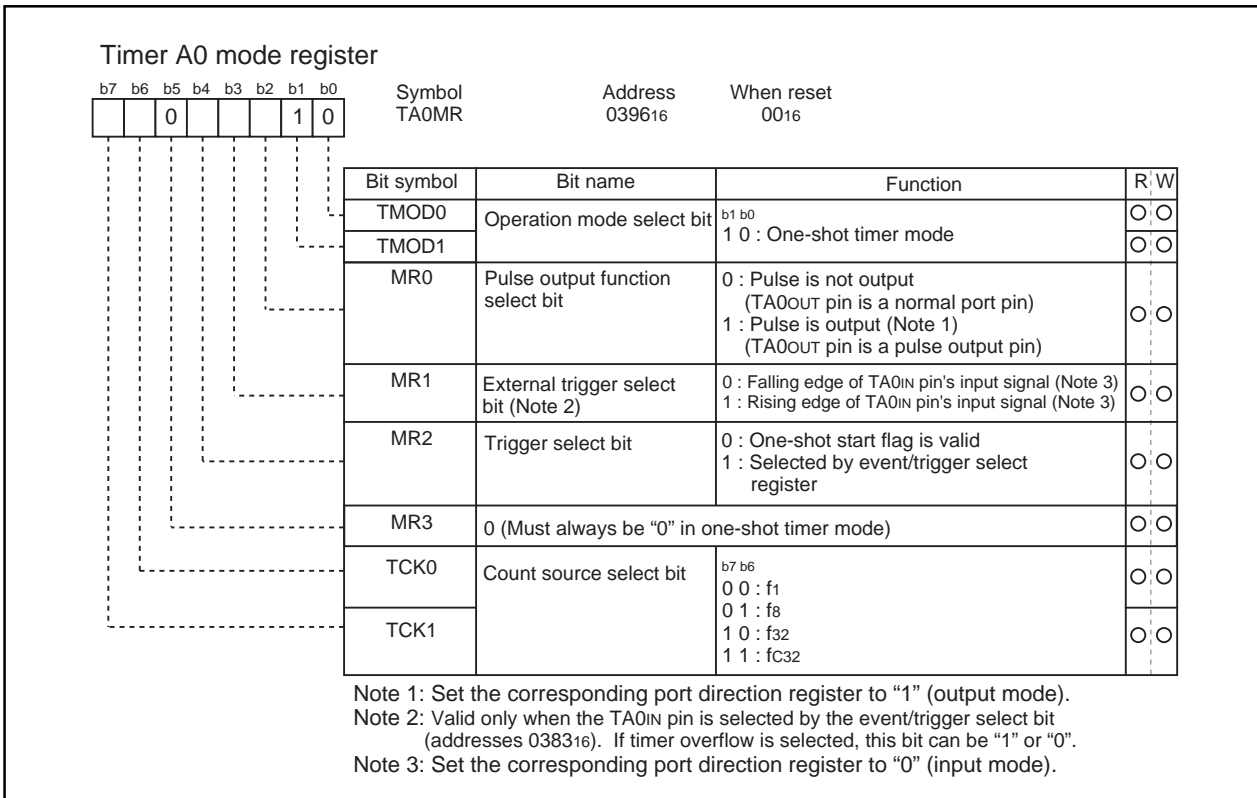 Timer A0 mode register
b7 b6 b5 b4 b3 b2 b1 b0
Symbol Address When reset
TA0MR 039616 0016
0 1 0
Bit symbol Bit name Function R W
TMOD0 Operation mode select bit b1 b0
1 0 : One-shot timer mode
TMOD1
MR0 Pulse output function select bit
0 : Pulse is not output
(TA0OUT pin is a normal port pin)
1 : Pulse is output (Note 1)
(TA0OUT pin is a pulse output pin)
MR1 External trigger select bit (Note 2)
0 : Falling edge of TA0IN pin's input signal (Note 3)
1 : Rising edge of TA0IN pin's input signal (Note 3)
MR2 Trigger select bit
0 : One-shot start flag is valid
1 : Selected by event/trigger select
register
MR3 0 (Must always be “0” in one-shot timer mode)
TCK0 Count source select bit
b7 b6
0 0 : f1
0 1 : f8
TCK1
1 0 : f32
1 1 : fC32
Note 1: Set the corresponding port direction register to “1” (output mode).
Note 2: Valid only when the TA0IN pin is selected by the event/trigger select bit
(addresses 038316). If timer overflow is selected, this bit can be “1” or “0”.
Note 3: Set the corresponding port direction register to “0” (input mode).